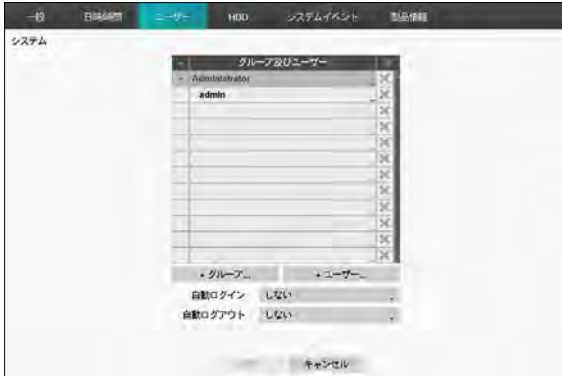 一般 日時時間 ユーザー HDD システムイベント 製品情報
システム
- グループ及びユーザー
- Administrator
admin
+ グループ... + ユーザー...
自動ログイン しない
自動ログアウト しない
キャンセル